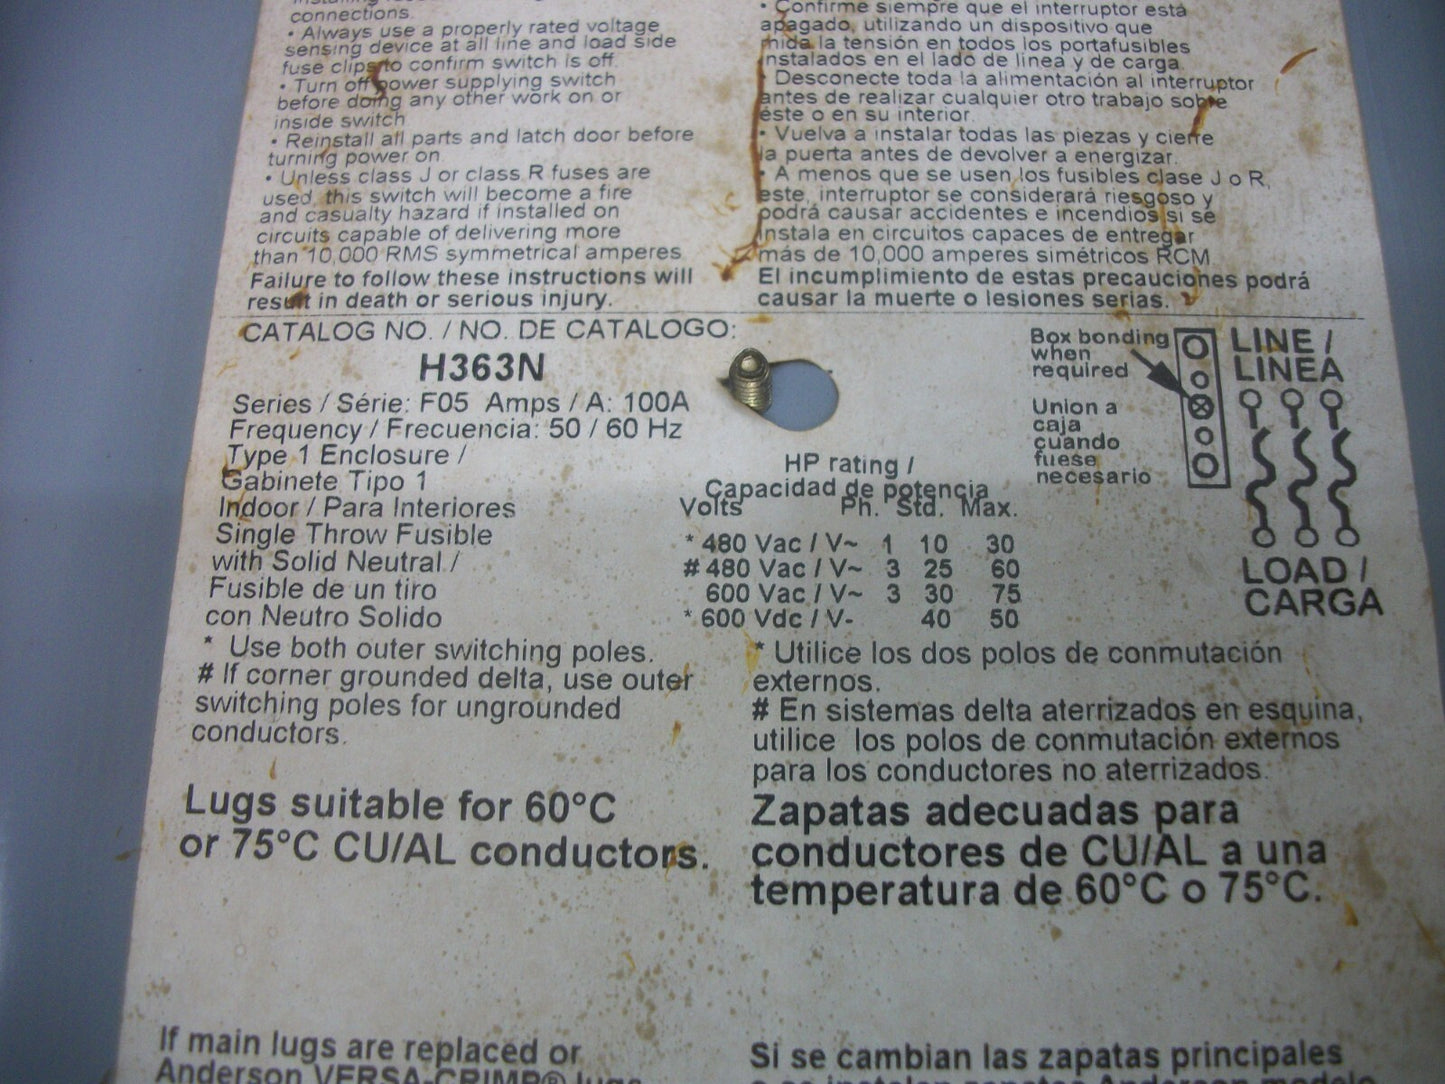 connections.
• Always use a properly rated voltage
sensing device at all line and load side
fuse clips to confirm switch is off.
• Turn off power supplying switch
before doing any other work on or
inside switch
• Reinstall all parts and latch door before
turning power on.
• Unless class J or class R fuses are
used, this switch will become a fire
and casualty hazard if installed on
circuits capable of delivering more
than 10,000 RMS symmetrical amperes
Failure to follow these instructions will
result in death or serious injury.
• Confirme siempre que el interruptor está
apagado, utilizando un dispositivo que
mida la tensión en todos los portafusibles
instalados en el lado de linea y de carga.
• Desconecte toda la alimentación al interruptor
antes de realizar cualquier otro trabajo sobre
éste o en su interior.
• Vuelva a instalar todas las piezas y cierre
la puerta antes de devolver a energizar.
• A menos que se usen los fusibles clase J o R,
este, interruptor se considerará riesgoso y
podrá causar accidentes e incendios si se
instala en circuitos capaces de entregar
más de 10,000 amperes simétricos RCM
El incumplimiento de estas precauciones podrá
causar la muerte o lesiones serias.
CATALOG NO. / NO. DE CATALOGO:
H363N
Series / Série: F05 Amps / A: 100A
Frequency / Frecuencia: 50 / 60 Hz
Type 1 Enclosure /
Gabinete Tipo 1
Indoor / Para Interiores
Single Throw Fusible
with Solid Neutral /
Fusible de un tiro
con Neutro Solido
HP rating /
Capacidad de potencia
Volts Ph. Std. Max.
* 480 Vac / V~ 1 10 30
# 480 Vac / V~ 3 25 60
600 Vac / V~ 3 30 75
* 600 Vdc / V- 40 50
Box bonding
when
required
Union a
caja
cuando
fuese
necesario
LINE /
LINEA
LOAD /
CARGA
* Use both outer switching poles.
# If corner grounded delta, use outer
switching poles for ungrounded
conductors.
* Utilice los dos polos de conmutación
externos.
# En sistemas delta aterrizados en esquina,
utilice los polos de conmutación externos
para los conductores no aterrizados.
Lugs suitable for 60°C
or 75°C CU/AL conductors.
Zapatas adecuadas para
conductores de CU/AL a una
temperatura de 60°C o 75°C.
If main lugs are replaced or
Anderson VERSA-CRIMP® lugs
Si se cambian las zapatas principales